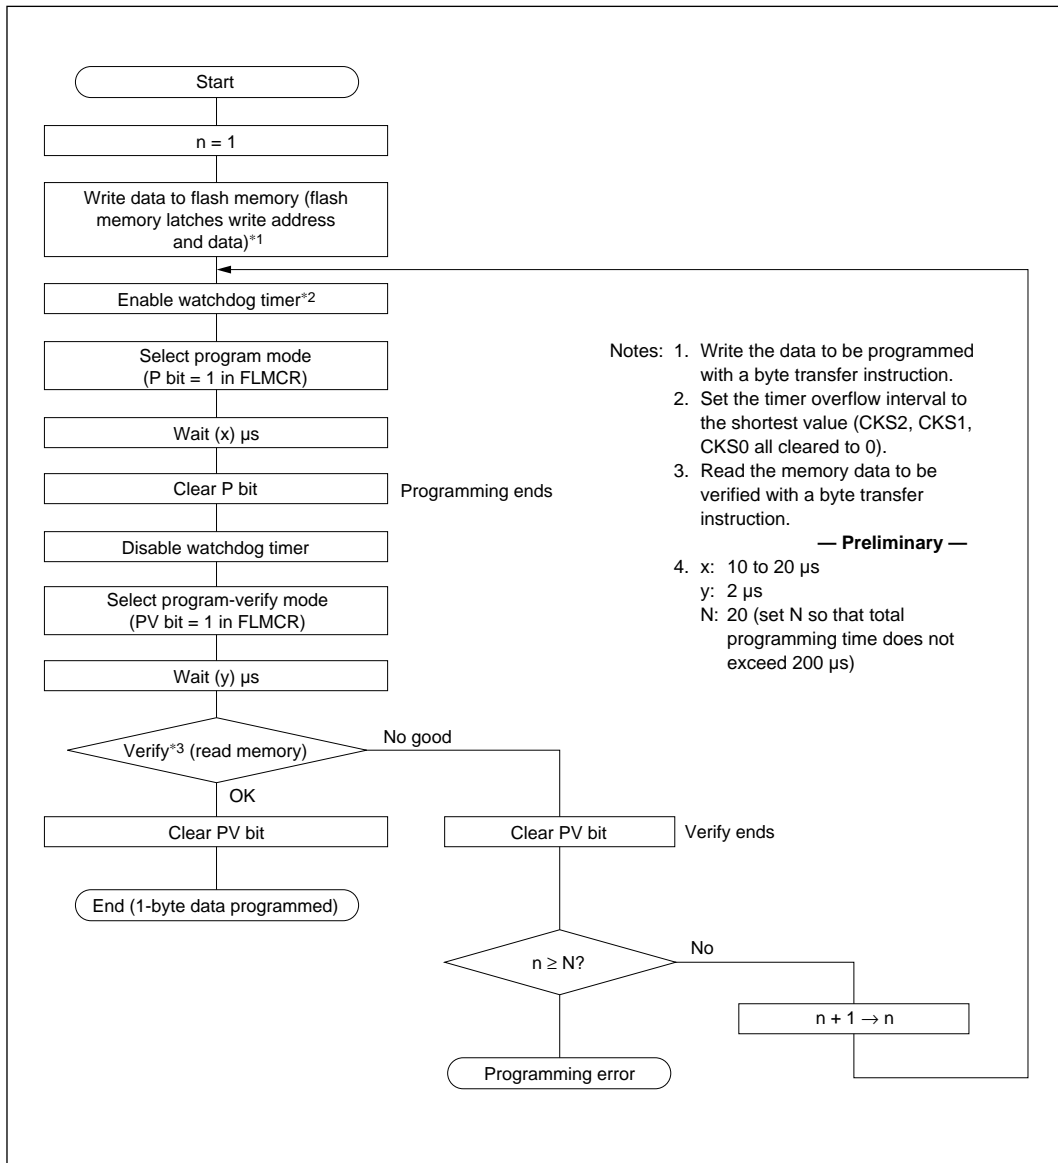 Start
n = 1
Write data to flash memory (flash
memory latches write address
and data)*1
Enable watchdog timer*2
Select program mode
(P bit = 1 in FLMCR)
Wait (x) µs
Clear P bit
Programming ends
Disable watchdog timer
Select program-verify mode
(PV bit = 1 in FLMCR)
Wait (y) µs
Verify*3 (read memory)
No good
OK
Clear PV bit
End (1-byte data programmed)
Clear PV bit
Verify ends
n ≥ N?
No
n + 1 → n
Programming error
Notes: 1. Write the data to be programmed
with a byte transfer instruction.
2. Set the timer overflow interval to
the shortest value (CKS2, CKS1,
CKS0 all cleared to 0).
3. Read the memory data to be
verified with a byte transfer
instruction.
— Preliminary —
4. x: 10 to 20 µs
y: 2 µs
N: 20 (set N so that total
programming time does not
exceed 200 µs)